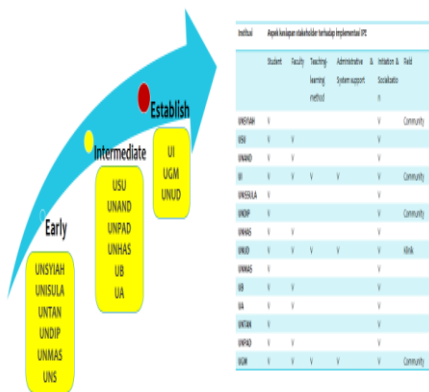 Establish
UI
UGM
UNUD
Intermediate
USU
UNAND
UNPAD
UNHAS
UB
UA
Early
UNSYIAH
UNISULA
UNTAN
UNDIP
UNMAS
UNS
Institusi Aspek kesiapan stakeholder terhadap implementasi IPE
Student Faculty Teaching- Administrative & Initiation & Field
learning System support Socializatio
method n
UNSYIAH V V Community
USU V V V
UNAND V V V
UI V V V V V Community
UNISSULA V V
UNDIP V V Community
UNHAS V V V
UNUD V V V V V Klinik
UNMAS V V
UB V V V
UA V V V
UNTAN V V
UNPAD V V V
UGM V V V V V Community